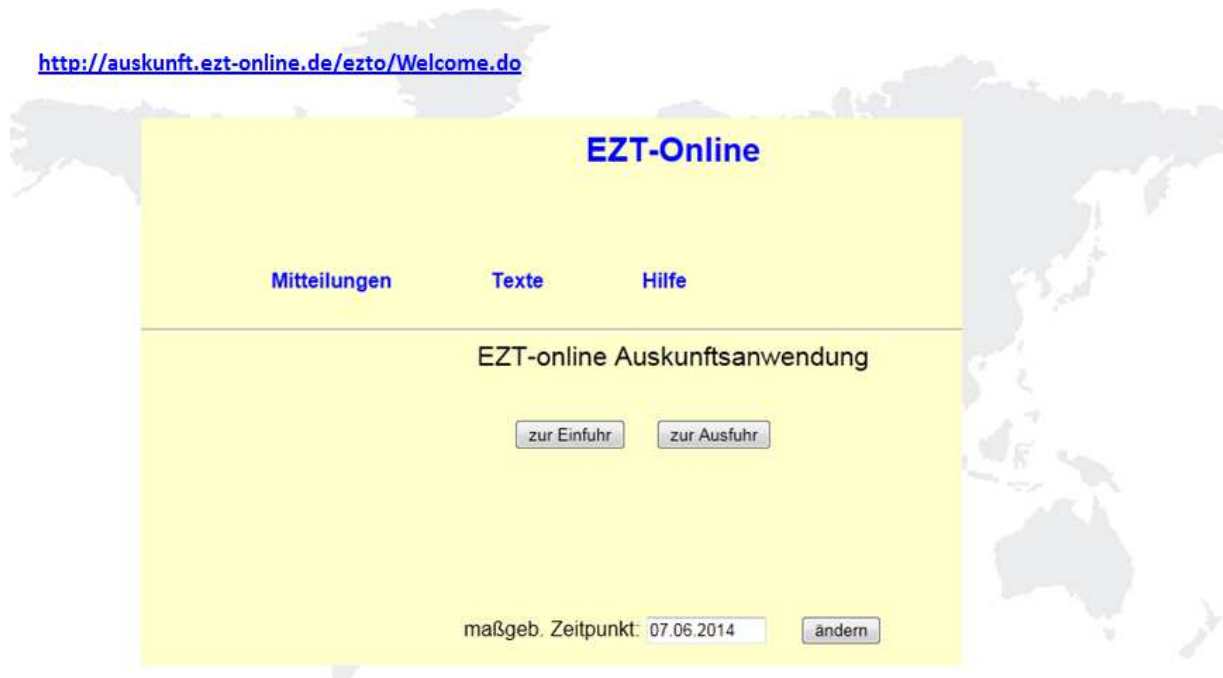 http://auskunft.ezt-online.de/ezto/Welcome.do
EZT-Online
Mitteilungen Texte Hilfe
EZT-online Auskunftsanwendung
zur Einfuhr zur Ausfuhr
maßgeb. Zeitpunkt: 07.06.2014 ändern